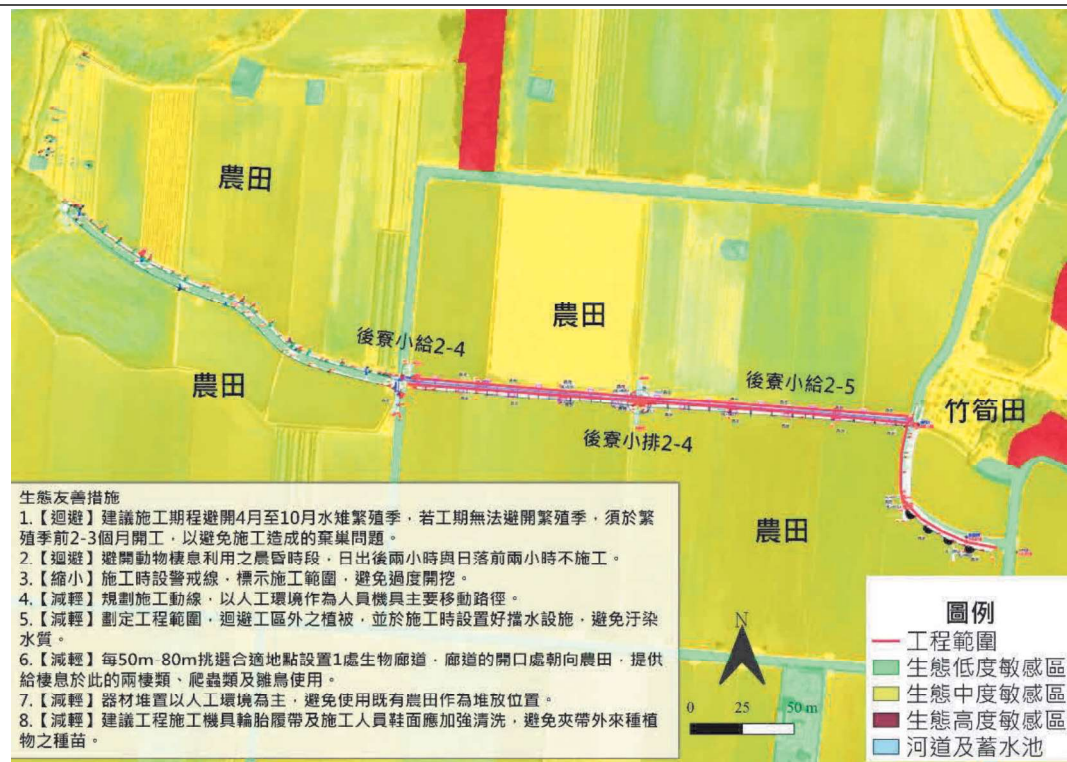 農田
後寮小給2-4
農田
農田
後寮小給2-5
竹筍田
後寮小排2-4
農田
生態友善措施
1.【迴避】建議施工期程避開4月至10月水雉繁殖季，若工期無法避開繁殖季，須於繁
殖季前2-3個月開工，以避免施工造成的棄巢問題。
2.【迴避】避開動物棲息利用之晨昏時段，日出後兩小時與日落前兩小時不施工。
3.【縮小】施工時設警戒線，標示施工範圍，避免過度開挖。
4.【減輕】規劃施工動線，以人工環境作為人員機具主要移動路徑。
5.【減輕】劃定工程範圍，迴避工區外之植被，並於施工時設置好擋水設施，避免汙染
水質。
6.【減輕】每50m-80m挑選合適地點設置1處生物廊道，廊道的開口處朝向農田，提供
給棲息於此的兩棲類、爬蟲類及雛鳥使用。
7.【減輕】器材堆置以人工環境為主，避免使用既有農田作為堆放位置。
8.【減輕】建議工程施工機具輪胎履帶及施工人員鞋面應加強清洗，避免夾帶外來種植
物之種苗。
N
0 25 50 m
圖例
工程範圍
生態低度敏感區
生態中度敏感區
生態高度敏感區
河道及蓄水池